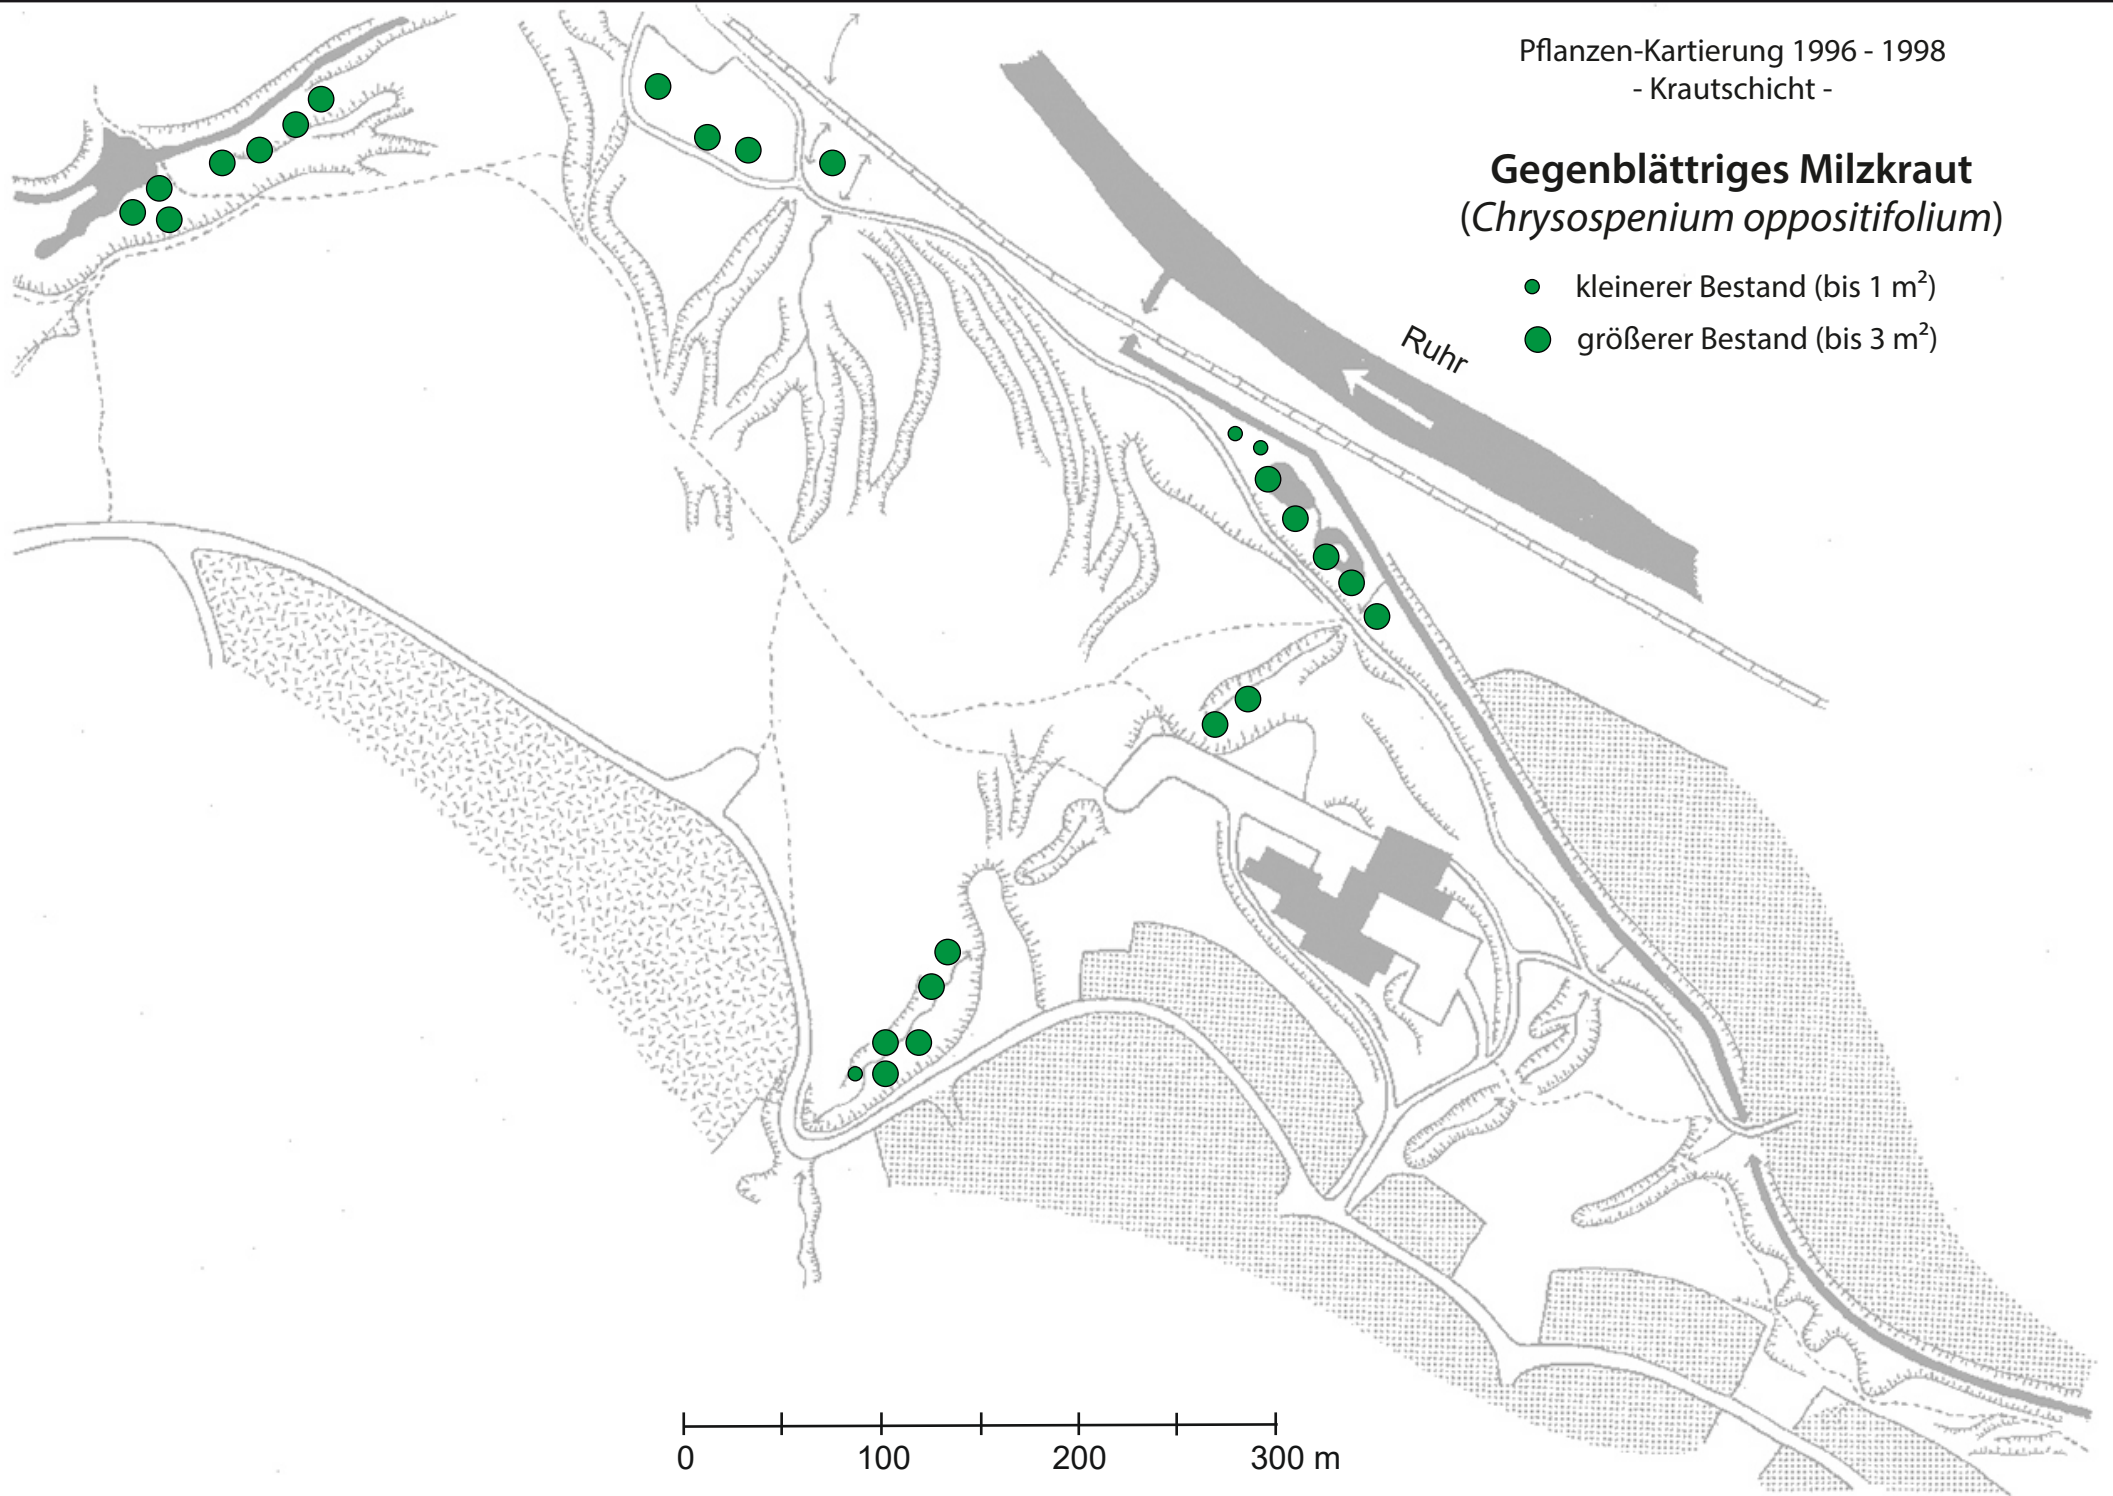 Pflanzen-Kartierung 1996 - 1998
- Krautschicht -
Gegenblättriges Milzkraut
(Chrysospenium oppositifolium)
kleinerer Bestand (bis 1 m²)
größerer Bestand (bis 3 m²)
Ruhr
0 100 200 300 m